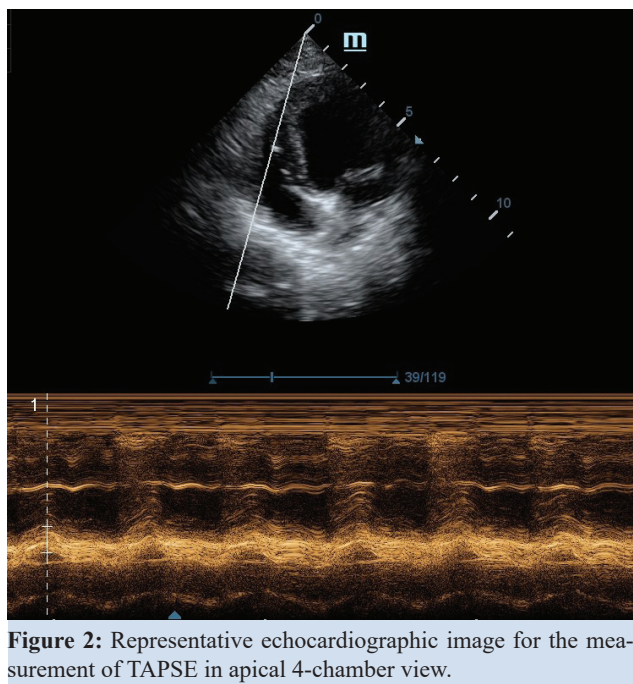 0
m
5
10
39/119
1
Figure 2: Representative echocardiographic image for the mea-
surement of TAPSE in apical 4-chamber view.